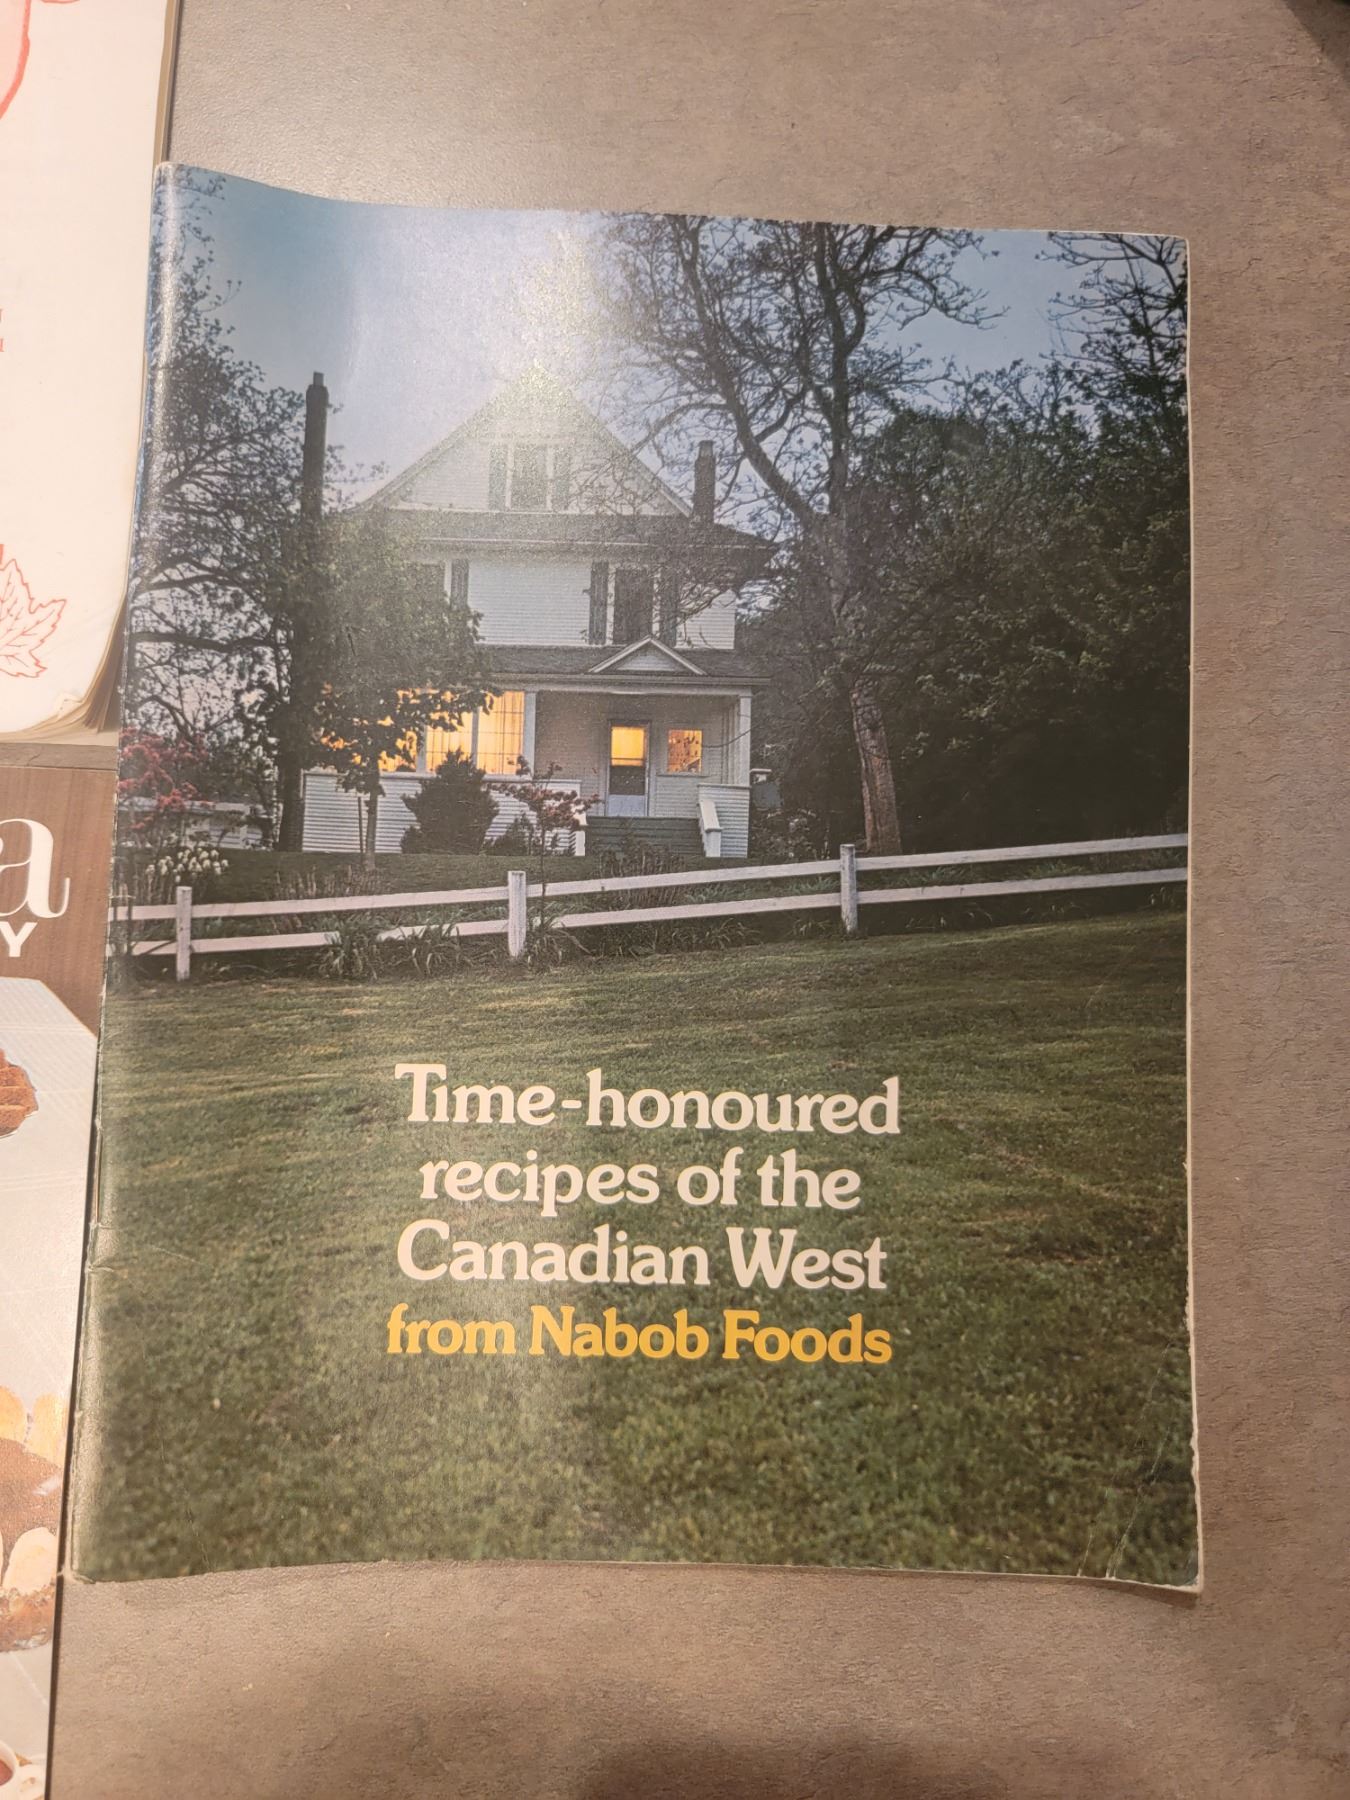 Time-honoured
recipes of the
Canadian West
from Nabob Foods
a
Y